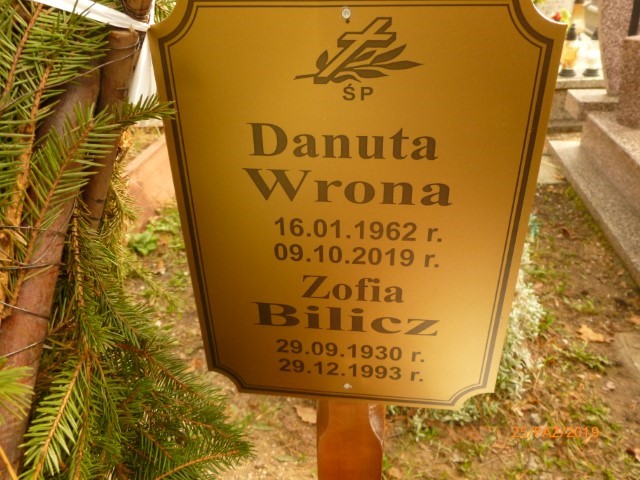 ŚP
Danuta
Wrona
16.01.1962 r.
09.10.2019 r.
Zofia
Bilicz
29.09.1930 r.
29.12.1993 r.